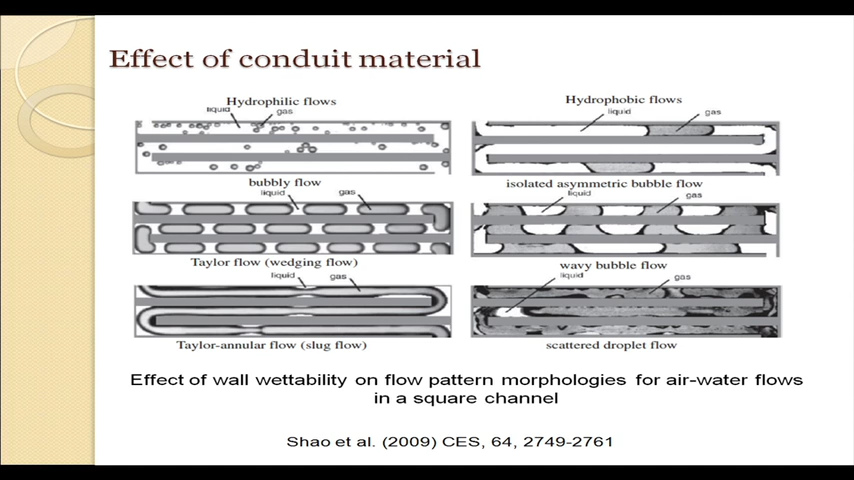 Effect of conduit material
Hydrophilic flows
liquid gas
bubbly flow
liquid gas
Taylor flow (wedging flow)
liquid gas
Taylor-annular flow (slug flow)
Hydrophobic flows
liquid gas
isolated asymmetric bubble flow
liquid gas
wavy bubble flow
liquid gas
scattered droplet flow
Effect of wall wettability on flow pattern morphologies for air-water flows
in a square channel
Shao et al. (2009) CES, 64, 2749-2761